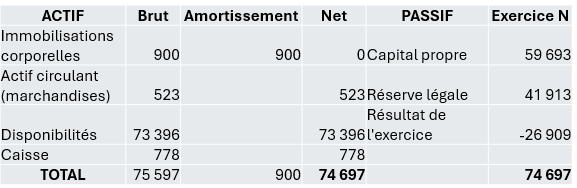 ACTIF Brut Amortissement Net PASSIF Exercice N
Immobilisations
corporelles 900 900 0 Capital propre 59 693
Actif circulant
(marchandises) 523 523 Réserve légale 41 913
Résultat de
Disponibilités 73 396 73 396 l'exercice -26 909
Caisse 778 778
TOTAL 75 597 900 74 697 74 697